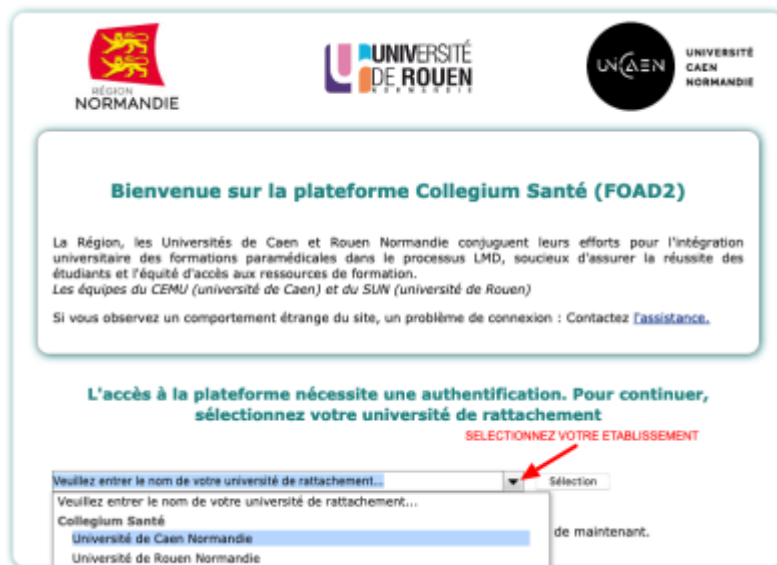 RÉGION
NORMANDIE
UNIVERSITÉ
DE ROUEN
NORMANDIE
UNICAEN
UNIVERSITÉ
CAEN
NORMANDIE
Bienvenue sur la plateforme Collegium Santé (FOAD2)
La Région, les Universités de Caen et Rouen Normandie conjuguent leurs efforts pour l'intégration
universitaire des formations paramédicales dans le processus LMD, soucieux d'assurer la réussite des
étudiants et l'équité d'accès aux ressources de formation.
Les équipes du CEMU (université de Caen) et du SUN (université de Rouen)
Si vous observez un comportement étrange du site, un problème de connexion : Contactez l'assistance.
L'accès à la plateforme nécessite une authentification. Pour continuer,
sélectionnez votre université de rattachement
SELECTIONNEZ VOTRE ETABLISSEMENT
Veuillez entrer le nom de votre université de rattachement...
Sélection
Veuillez entrer le nom de votre université de rattachement...
Collegium Santé
Université de Caen Normandie
de maintenant.
Université de Rouen Normandie